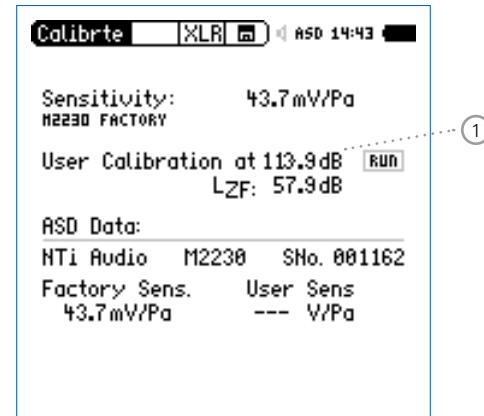 Calibrte XLR ASD 14:43
Sensitivity: 43.7mV/Pa
M2230 FACTORY
User Calibration at 113.9dB RUN
LZF: 57.9dB
ASD Data:
NTi Audio M2230 SNo. 001162
Factory Sens. User Sens
43.7mV/Pa --- V/Pa
1